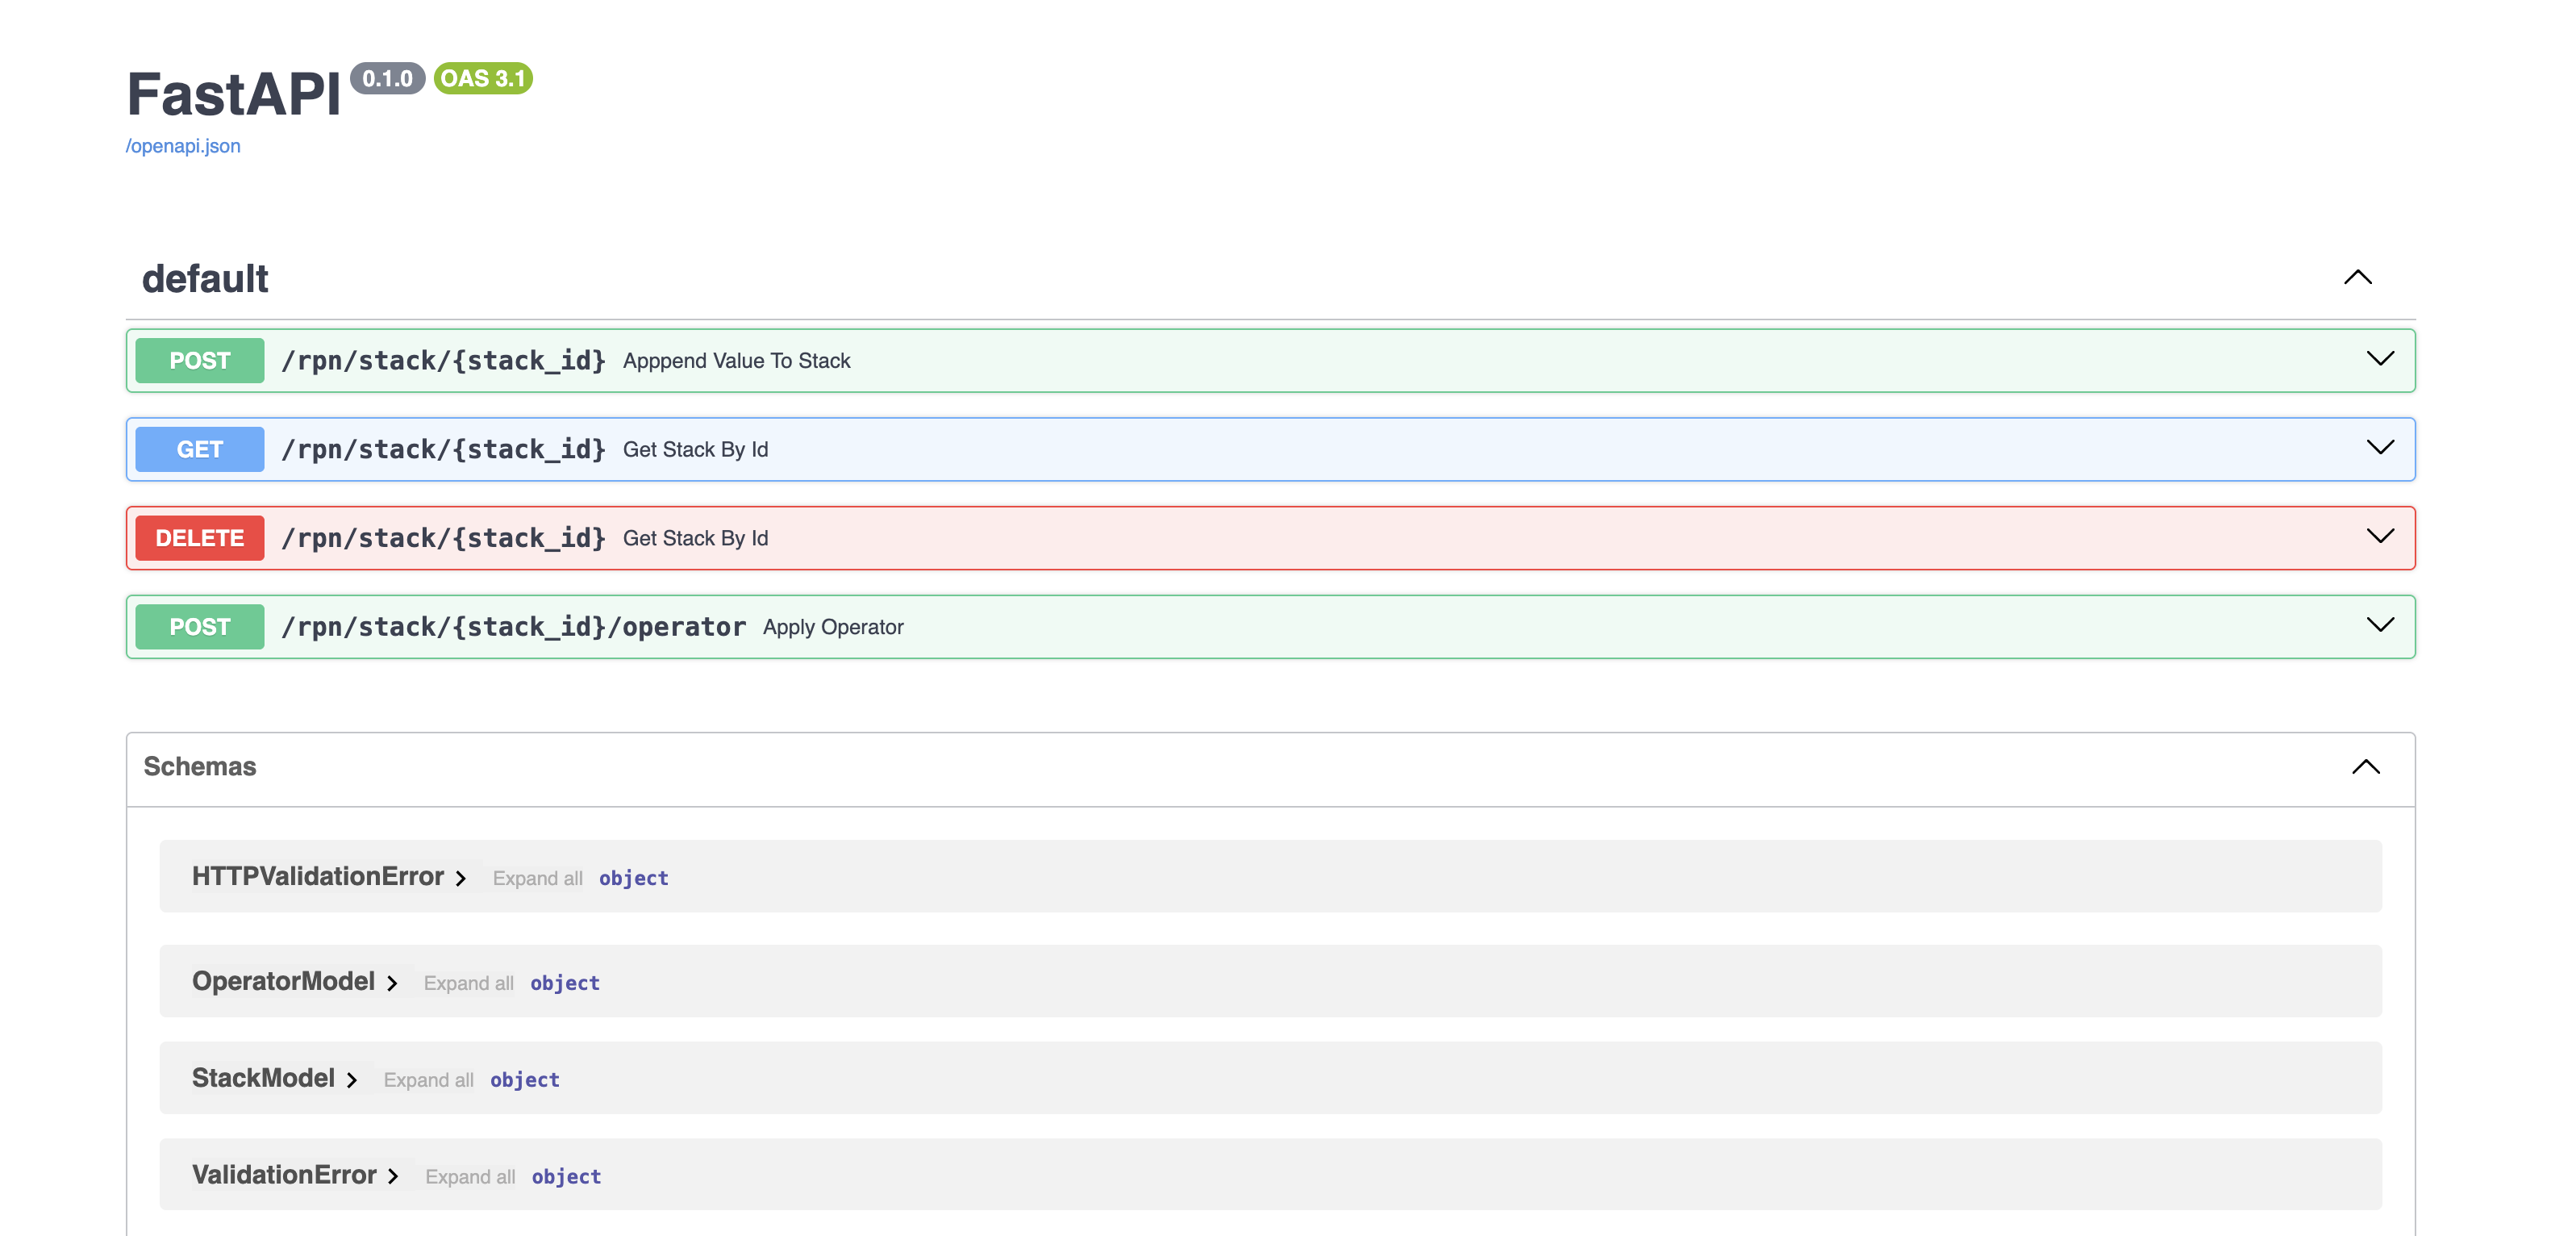 FastAPI 0.1.0 OAS 3.1
/openapi.json
default
POST /rpn/stack/{stack_id} Apppend Value To Stack
GET /rpn/stack/{stack_id} Get Stack By Id
DELETE /rpn/stack/{stack_id} Get Stack By Id
POST /rpn/stack/{stack_id}/operator Apply Operator
Schemas
HTTPValidationError Expand all object
OperatorModel Expand all object
StackModel Expand all object
ValidationError Expand all object